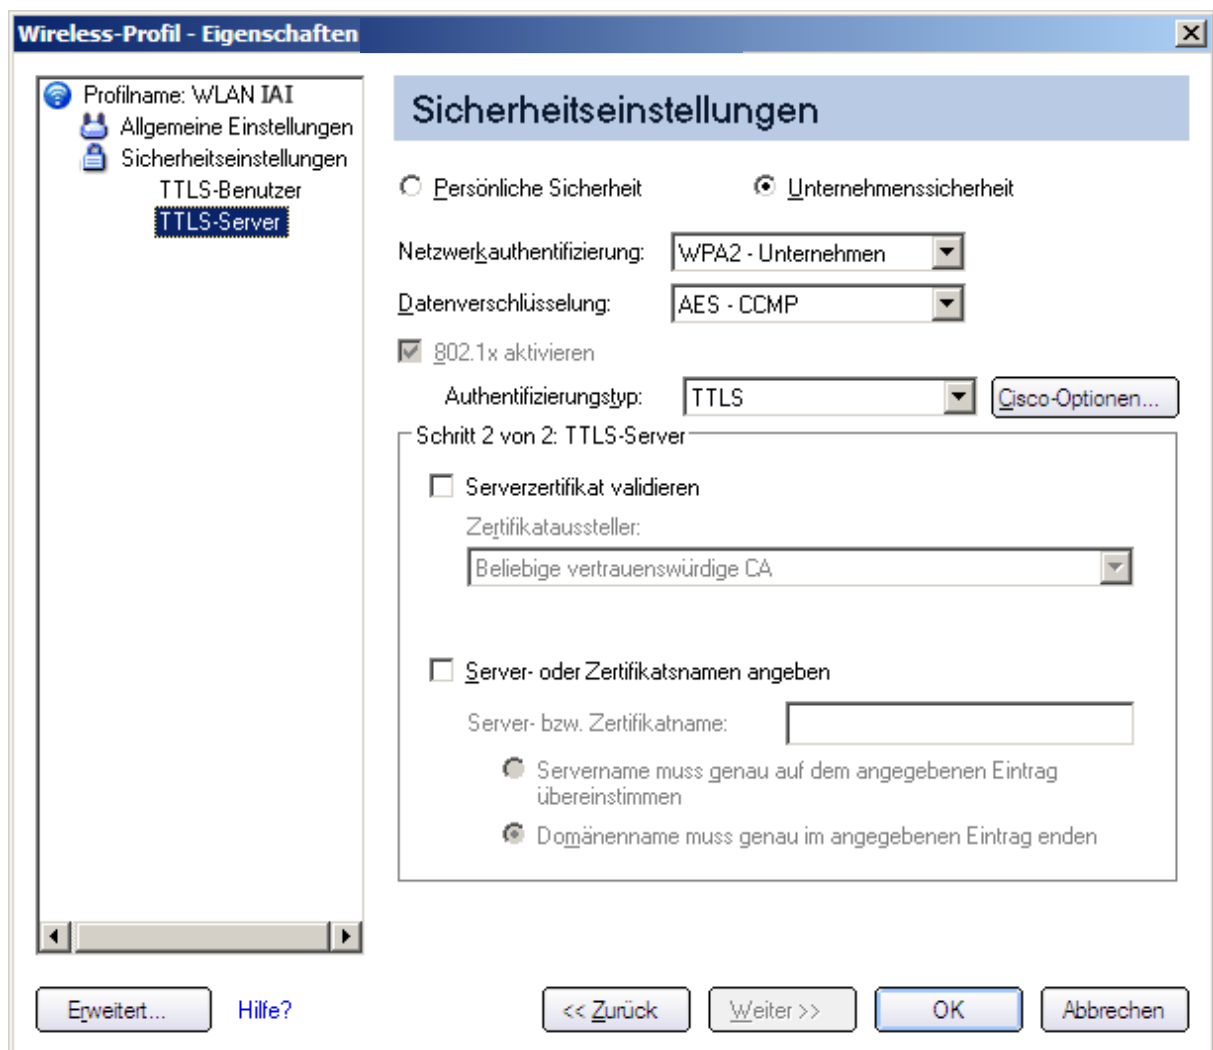 Wireless-Profil - Eigenschaften
Profilname: WLAN IAI
Allgemeine Einstellungen
Sicherheitseinstellungen
TTLS-Benutzer
TTLS-Server
Sicherheitseinstellungen
Persönliche Sicherheit
Unternehmenssicherheit
Netzwerkauthentifizierung: WPA2 - Unternehmen
Datenverschlüsselung: AES - CCMP
802.1x aktivieren
Authentifizierungstyp: TTLS Cisco-Optionen...
Schritt 2 von 2: TTLS-Server
Serverzertifikat validieren
Zertifikataussteller:
Beliebige vertrauenswürdige CA
Server- oder Zertifikatsnamen angeben
Server- bzw. Zertifikatname:
Servername muss genau auf dem angegebenen Eintrag
übereinstimmen
Domänenname muss genau im angegebenen Eintrag enden
Erweitert... Hilfe? << Zurück Weiter >> OK Abbrechen